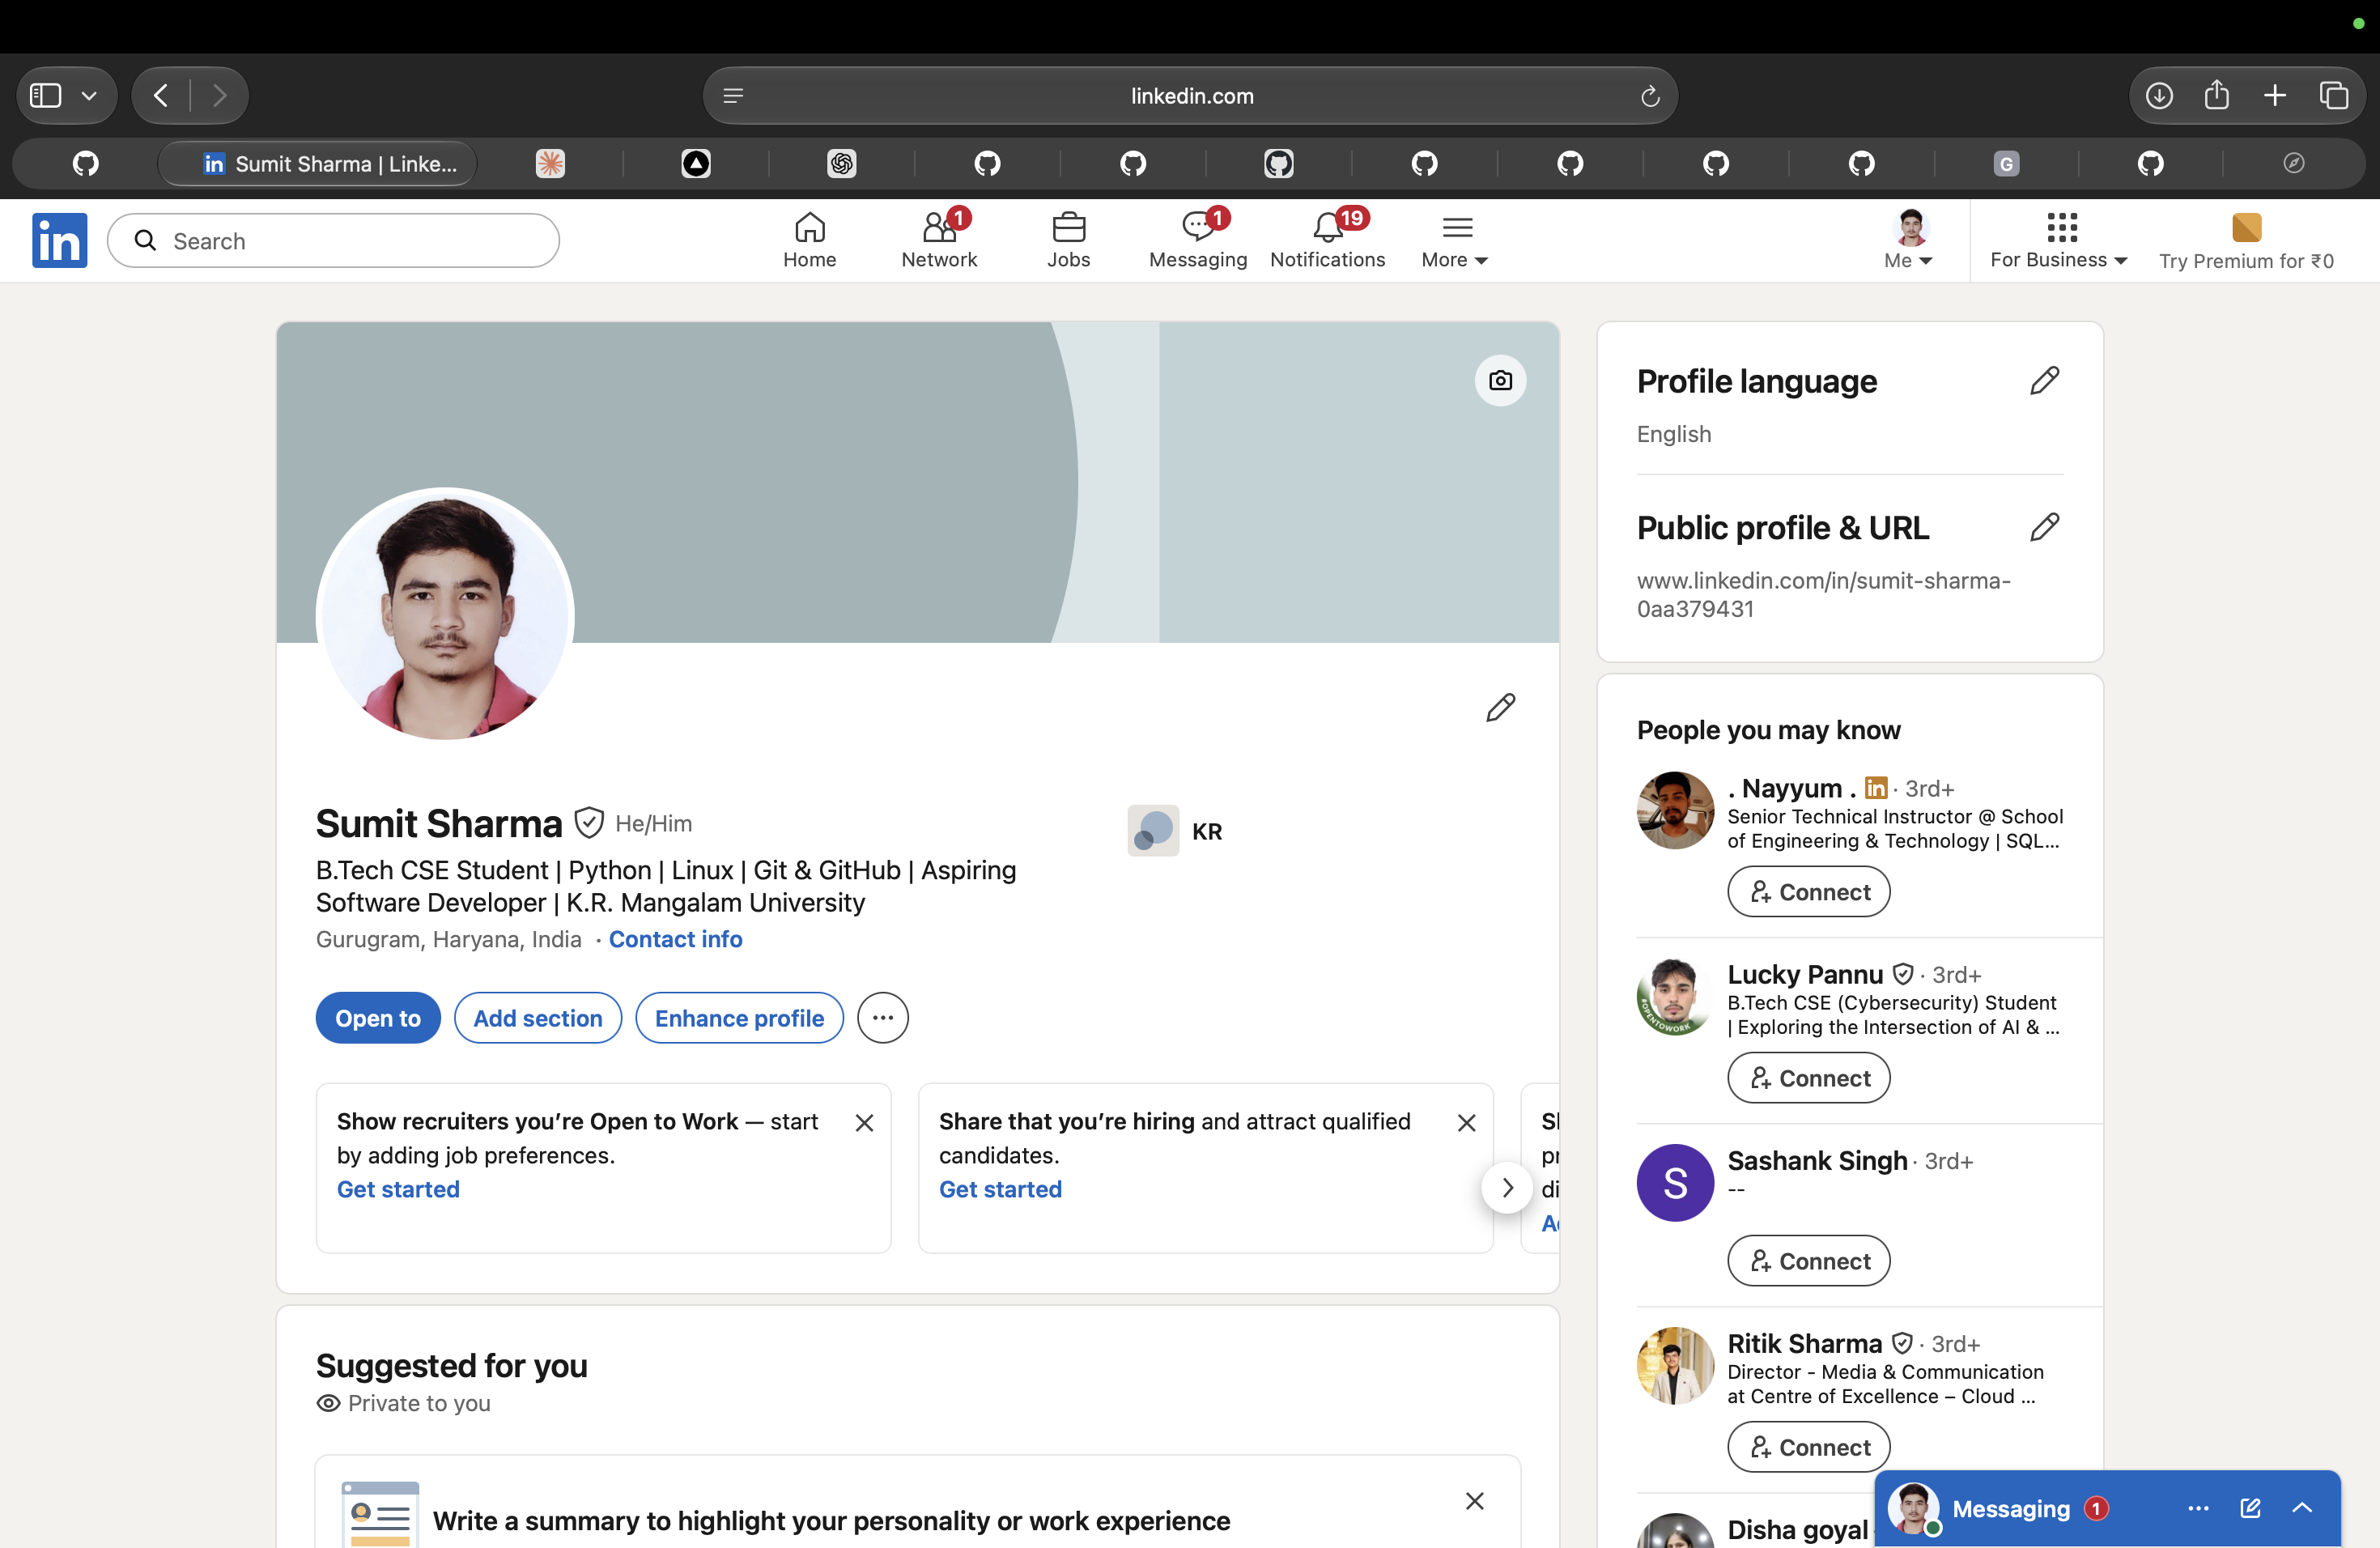 linkedin.com
in Sumit Sharma | Linke...
G
in
Search
Home
1
Network
Jobs
1
Messaging
19
Notifications
More
Me
For Business
Try Premium for ₹0
Sumit Sharma
He/Him
B.Tech CSE Student | Python | Linux | Git & GitHub | Aspiring
Software Developer | K.R. Mangalam University
Gurugram, Haryana, India · Contact info
KR
Open to
Add section
Enhance profile
Show recruiters you’re Open to Work — start
by adding job preferences.
Get started
Share that you’re hiring and attract qualified
candidates.
Get started
Suggested for you
Private to you
Write a summary to highlight your personality or work experience
Profile language
English
Public profile & URL
www.linkedin.com/in/sumit-sharma-
0aa379431
People you may know
. Nayyum . in · 3rd+
Senior Technical Instructor @ School
of Engineering & Technology | SQL...
Connect
#OPENTOWORK
Lucky Pannu · 3rd+
B.Tech CSE (Cybersecurity) Student
| Exploring the Intersection of AI & ...
Connect
S
Sashank Singh · 3rd+
--
Connect
Ritik Sharma · 3rd+
Director - Media & Communication
at Centre of Excellence – Cloud ...
Connect
Disha goyal
Messaging 1